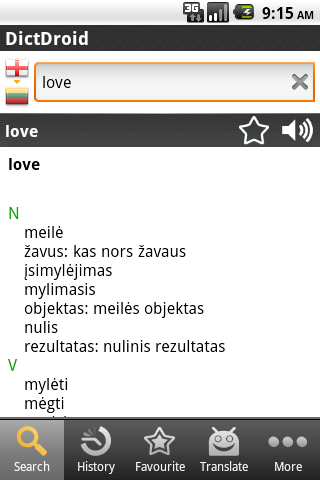 3G
9:15 AM
DictDroid
love
love
love
N
meilė
žavus: kas nors žavaus
įsimylėjimas
mylimasis
objektas: meilės objektas
nulis
rezultatas: nulinis rezultatas
V
mylėti
mėgti
Search
History
Favourite
Translate
More